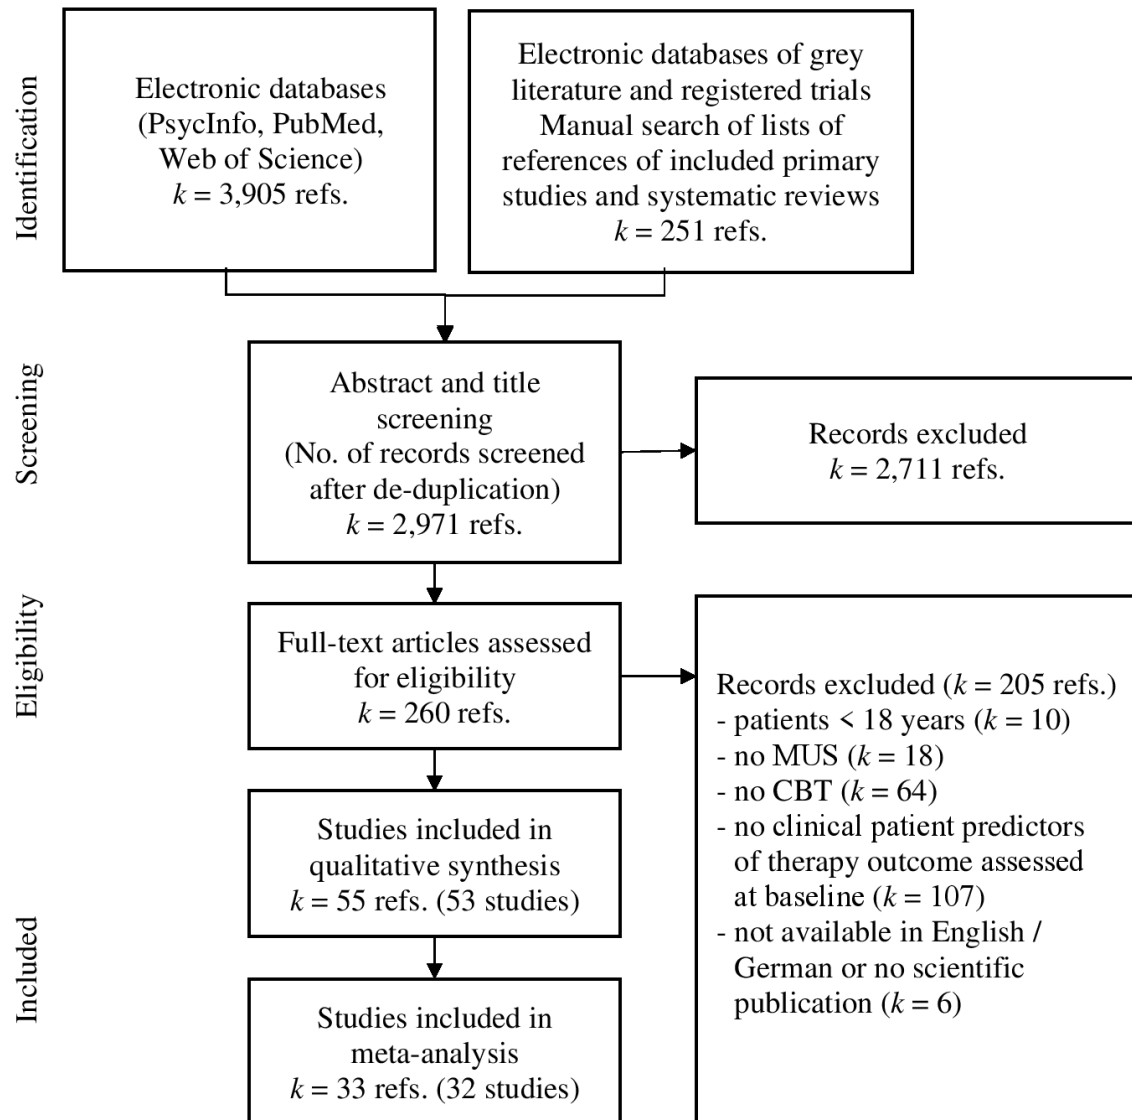 Identification
Electronic databases
(PsycInfo, PubMed,
Web of Science)
k = 3,905 refs.
Electronic databases of grey
literature and registered trials
Manual search of lists of
references of included primary
studies and systematic reviews
k = 251 refs.
Screening
Abstract and title
screening
(No. of records screened
after de-duplication)
k = 2,971 refs.
Records excluded
k = 2,711 refs.
Eligibility
Full-text articles assessed
for eligibility
k = 260 refs.
Records excluded (k = 205 refs.)
- patients < 18 years (k = 10)
- no MUS (k = 18)
- no CBT (k = 64)
- no clinical patient predictors
of therapy outcome assessed
at baseline (k = 107)
- not available in English /
German or no scientific
publication (k = 6)
Included
Studies included in
qualitative synthesis
k = 55 refs. (53 studies)
Studies included in
meta-analysis
k = 33 refs. (32 studies)